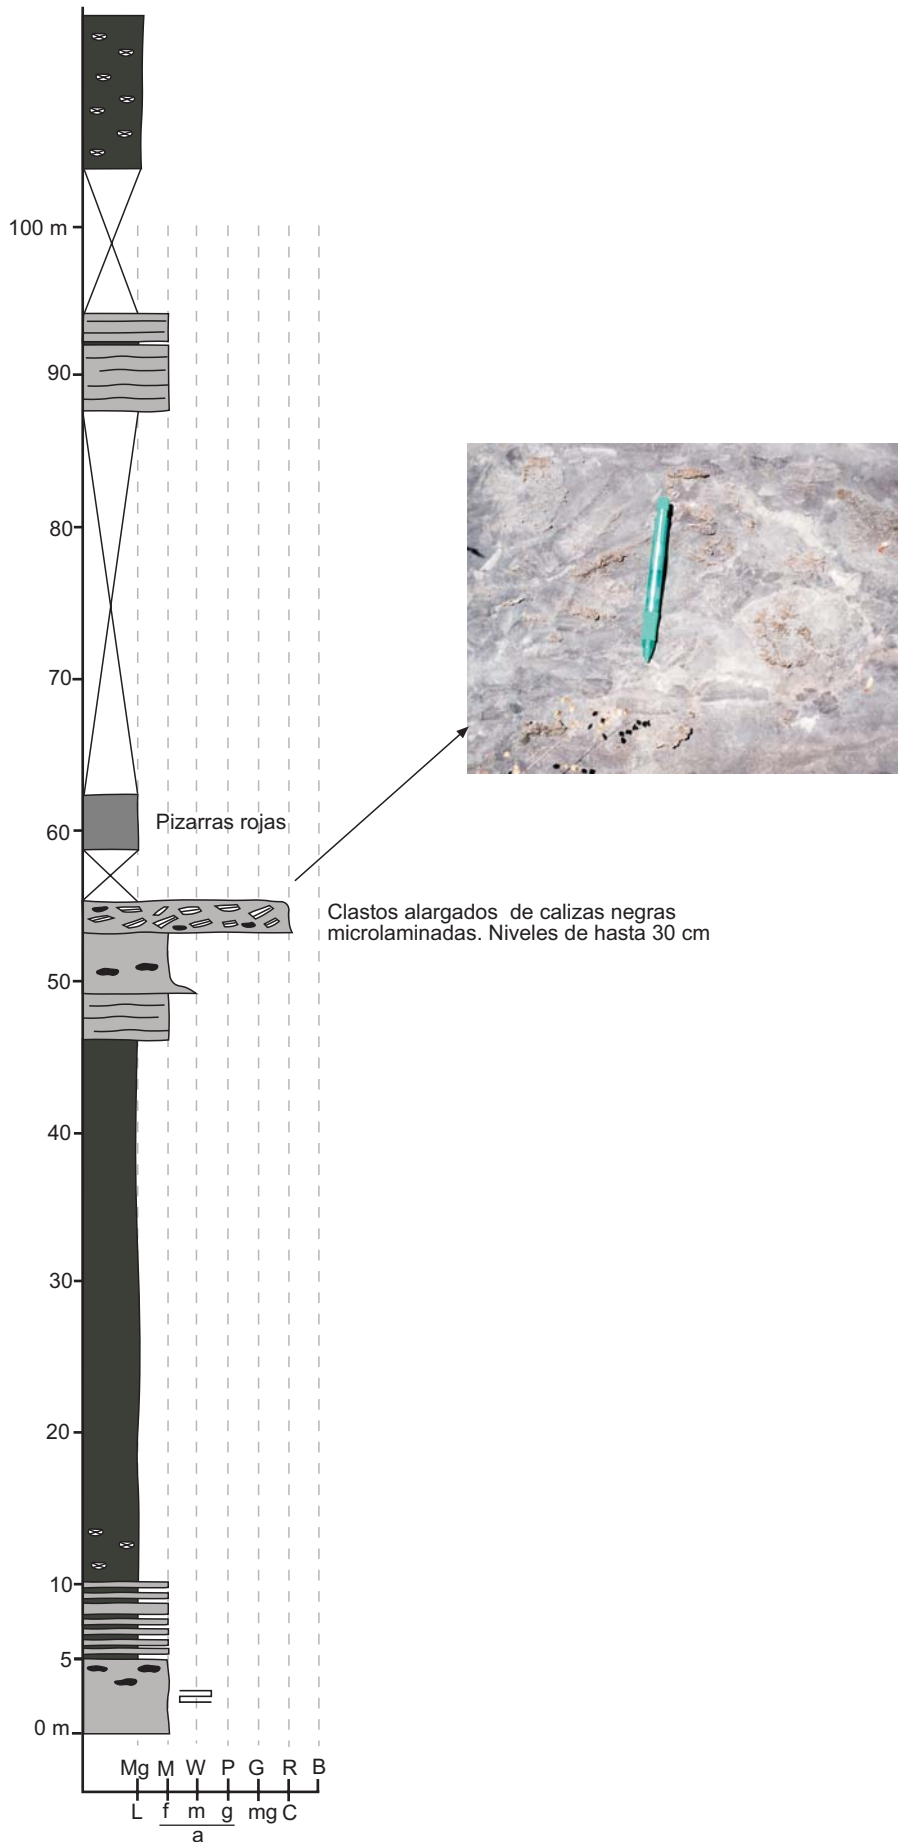 100 m
90
80
70
Pizarras rojas
60
Clastos alargados de calizas negras
microlaminadas. Niveles de hasta 30 cm
50
40
30
20
10
5
0 m
Mg M W P G R B
L f m g mg C
a